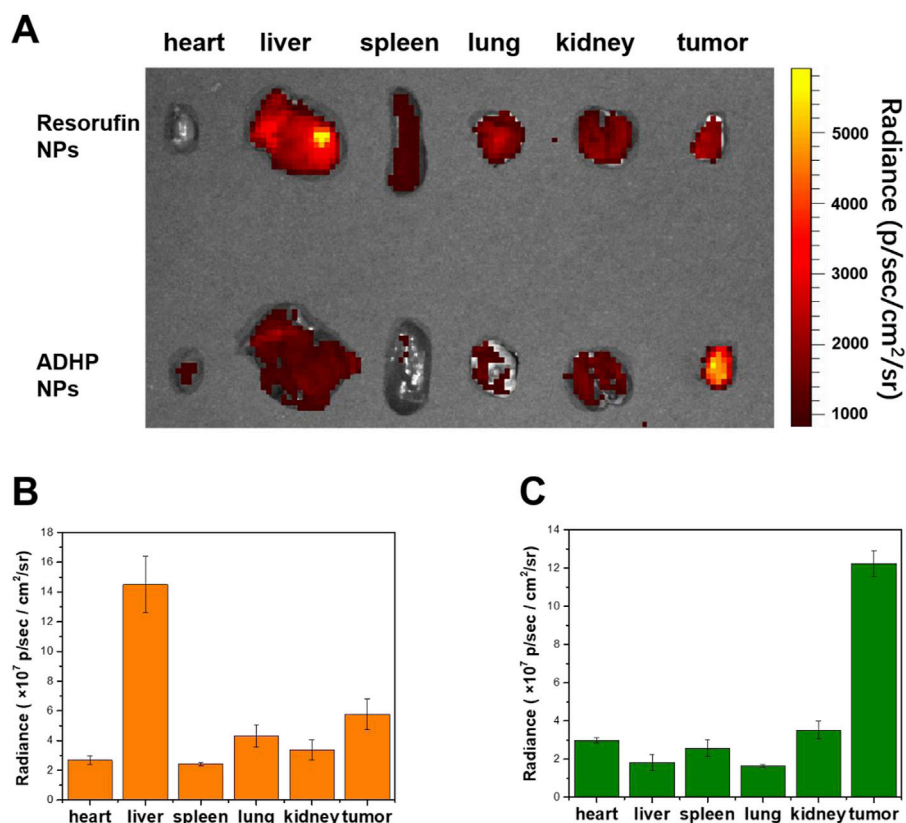 A
heart liver spleen lung kidney tumor
Resorufin
NPs
ADHP
NPs
5000
4000
3000
2000
1000
Radiance (p/sec/cm²/sr)
B
Radiance ( ×10⁷ p/sec / cm²/sr)
18
16
14
12
10
8
6
4
2
0
heart liver spleen lung kidney tumor
C
Radiance ( ×10⁷ p/sec / cm²/sr)
14
12
10
8
6
4
2
0
heart liver spleen lung kidney tumor